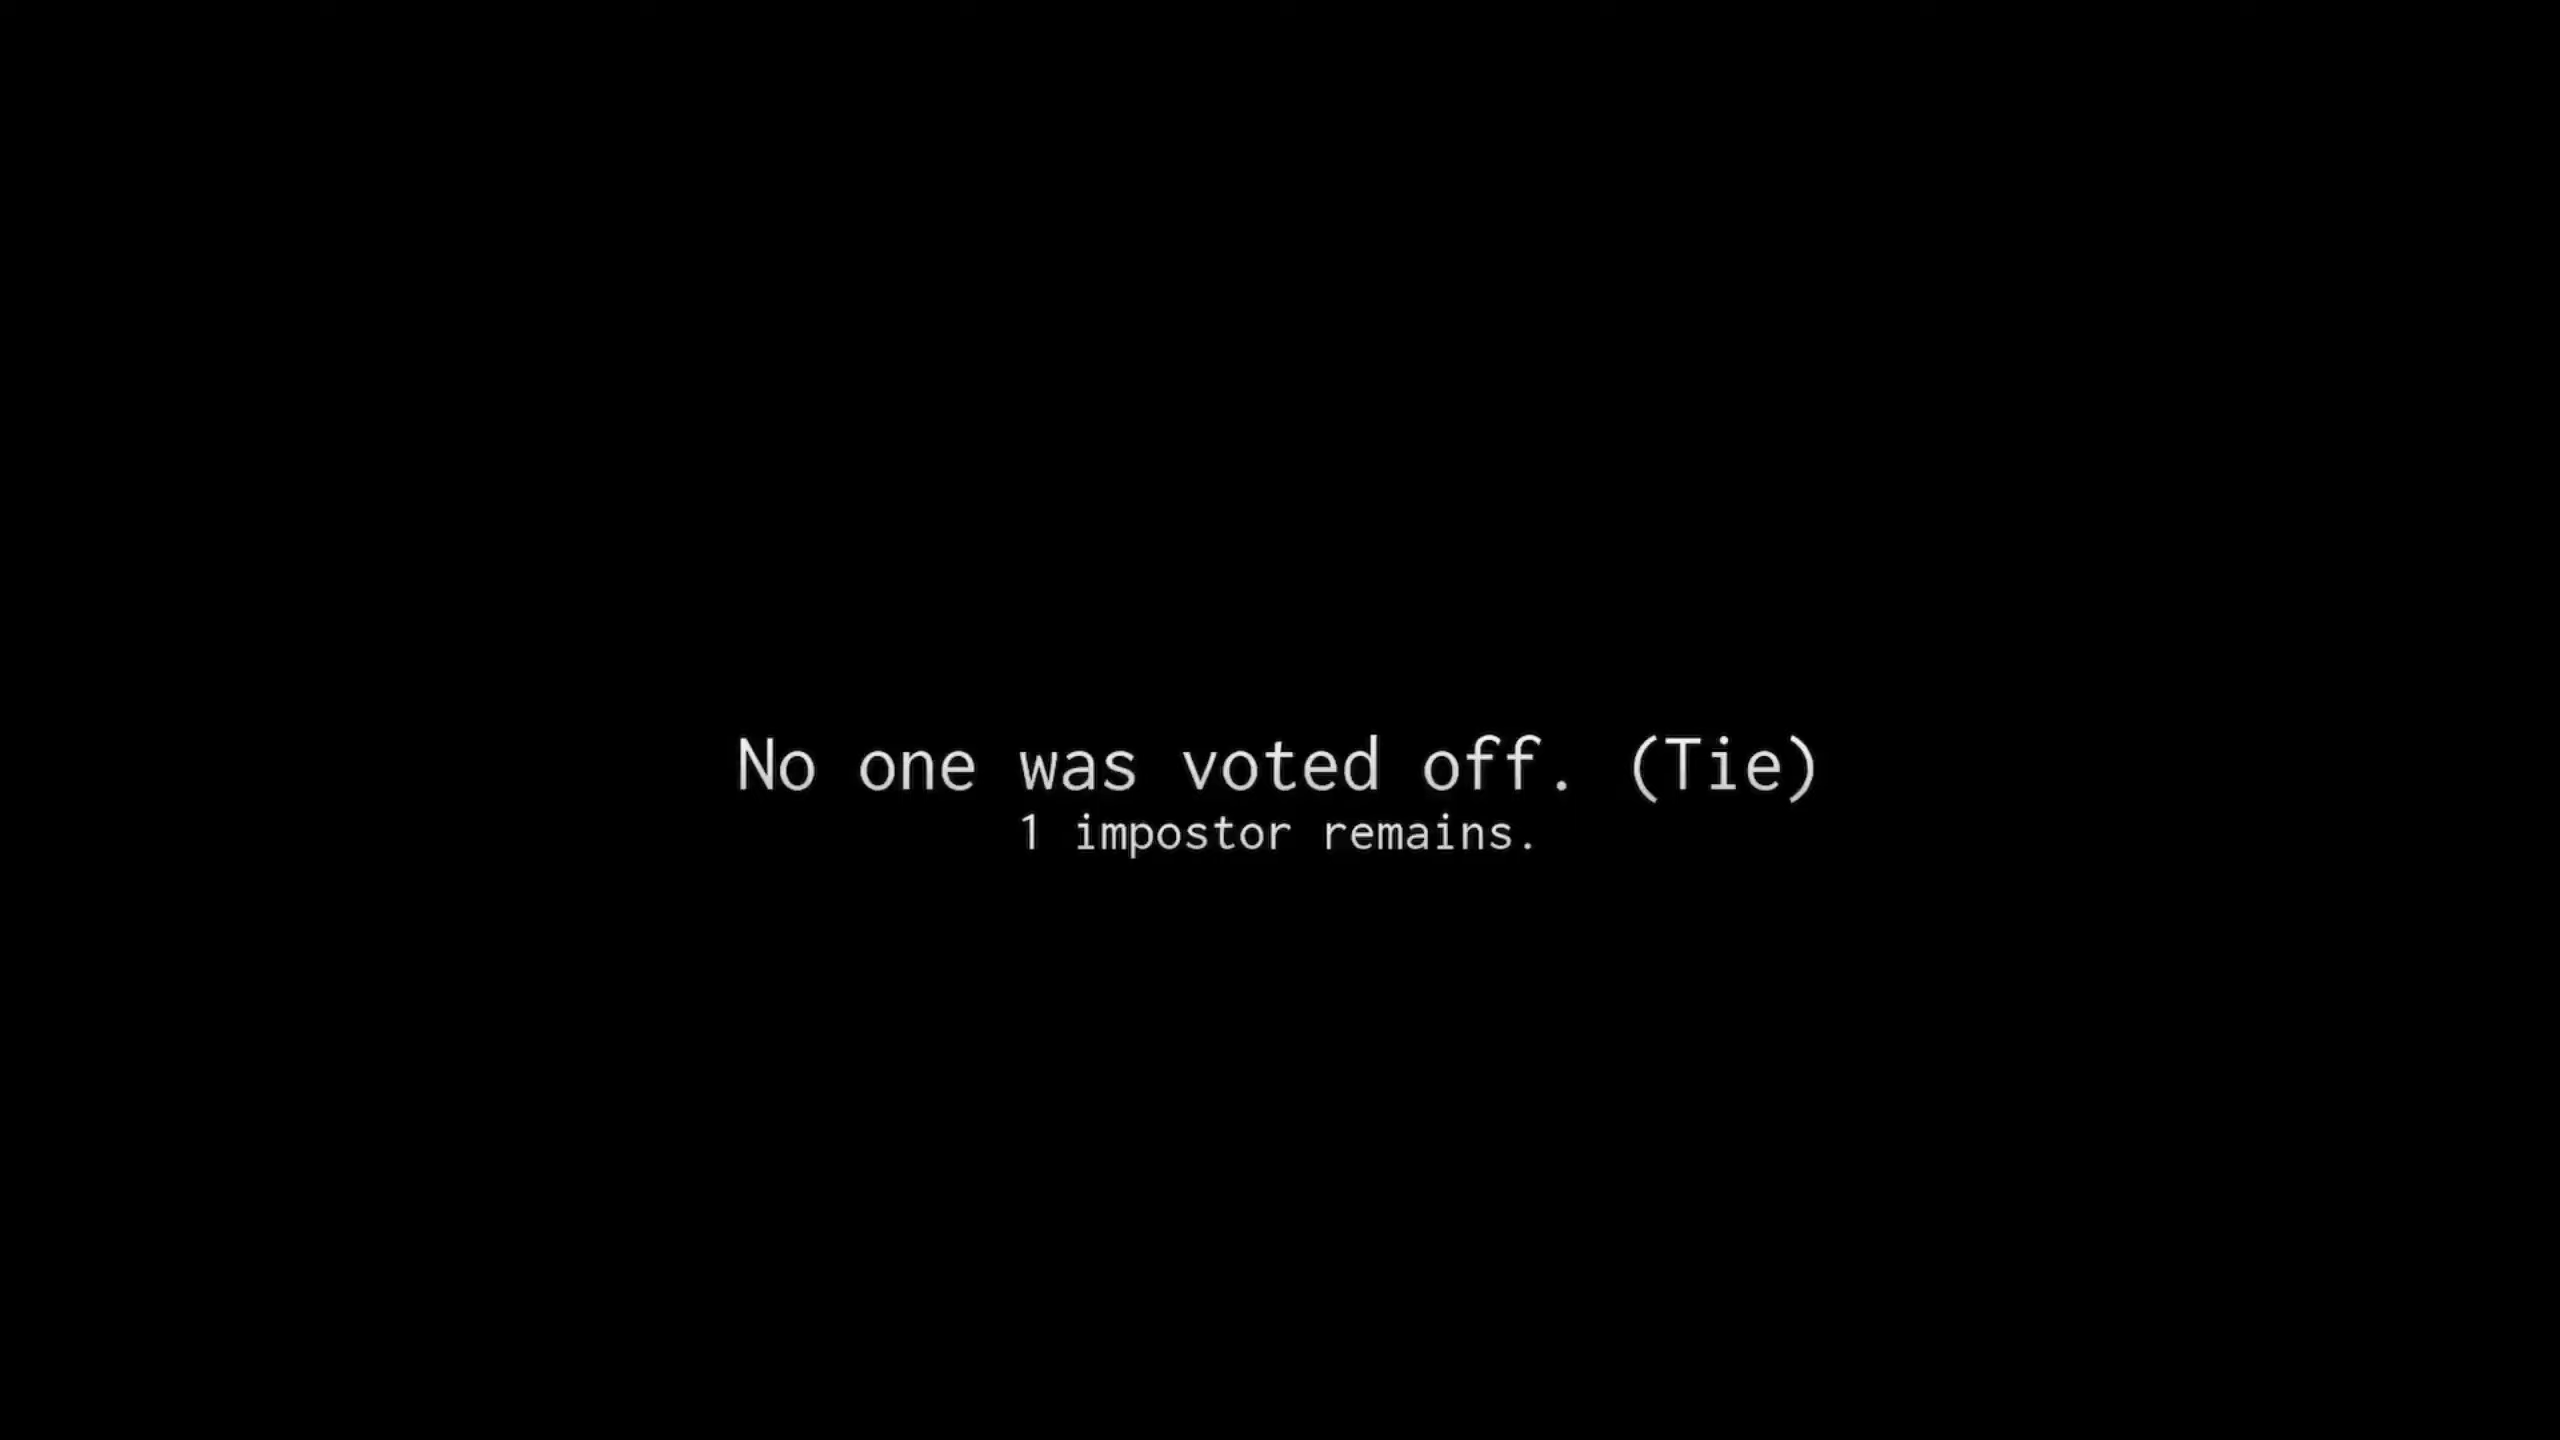 No one was voted off. (Tie)
1 impostor remains.